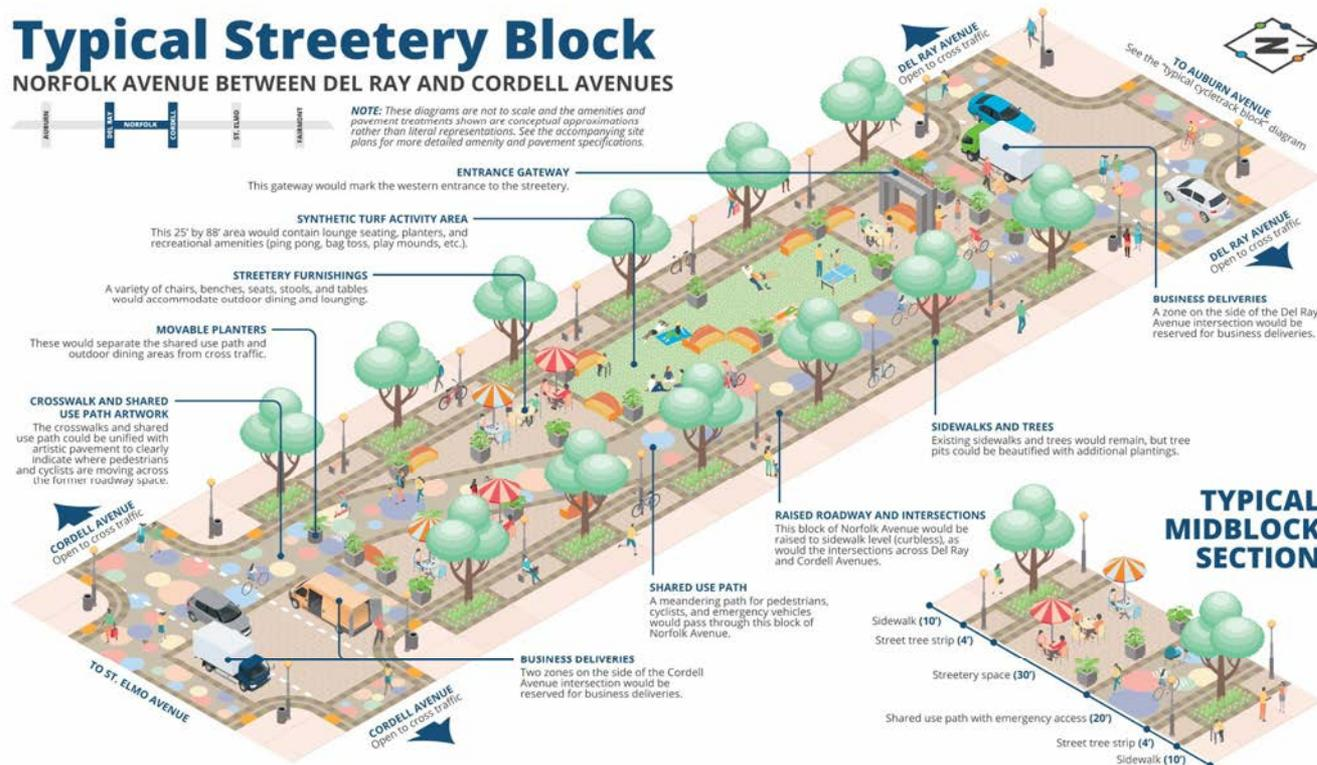 Typical Streetery Block
NORFOLK AVENUE BETWEEN DEL RAY AND CORDELL AVENUES
AUBURN
DEL RAY
NORFOLK
CORDELL
ST. ELMO
FAIRMONT
NOTE: These diagrams are not to scale and the amenities and
pavement treatments shown are conceptual approximations
rather than literal representations. See the accompanying site
plans for more detailed amenity and pavement specifications.
DEL RAY AVENUE
Open to cross traffic
N
TO AUBURN AVENUE
See the "typical cycletrack block" diagram
ENTRANCE GATEWAY
This gateway would mark the western entrance to the streetery.
SYNTHETIC TURF ACTIVITY AREA
This 25' by 88' area would contain lounge seating, planters, and
recreational amenities (ping pong, bag toss, play mounds, etc.).
STREETERY FURNISHINGS
A variety of chairs, benches, seats, stools, and tables
would accommodate outdoor dining and lounging.
MOVABLE PLANTERS
These would separate the shared use path and
outdoor dining areas from cross traffic.
CROSSWALK AND SHARED
USE PATH ARTWORK
The crosswalks and shared
use path could be unified with
artistic pavement to clearly
indicate where pedestrians
and cyclists are moving across
the former roadway space.
CORDELL AVENUE
Open to cross traffic
TO ST. ELMO AVENUE
CORDELL AVENUE
Open to cross traffic
BUSINESS DELIVERIES
Two zones on the side of the Cordell
Avenue intersection would be
reserved for business deliveries.
SHARED USE PATH
A meandering path for pedestrians,
cyclists, and emergency vehicles
would pass through this block of
Norfolk Avenue.
RAISED ROADWAY AND INTERSECTIONS
This block of Norfolk Avenue would be
raised to sidewalk level (curbless), as
would the intersections across Del Ray
and Cordell Avenues.
SIDEWALKS AND TREES
Existing sidewalks and trees would remain, but tree
pits could be beautified with additional plantings.
DEL RAY AVENUE
Open to cross traffic
BUSINESS DELIVERIES
A zone on the side of the Del Ray
Avenue intersection would be
reserved for business deliveries.
TYPICAL
MIDBLOCK
SECTION
Sidewalk (10')
Street tree strip (4')
Streetery space (30')
Shared use path with emergency access (20')
Street tree strip (4')
Sidewalk (10')